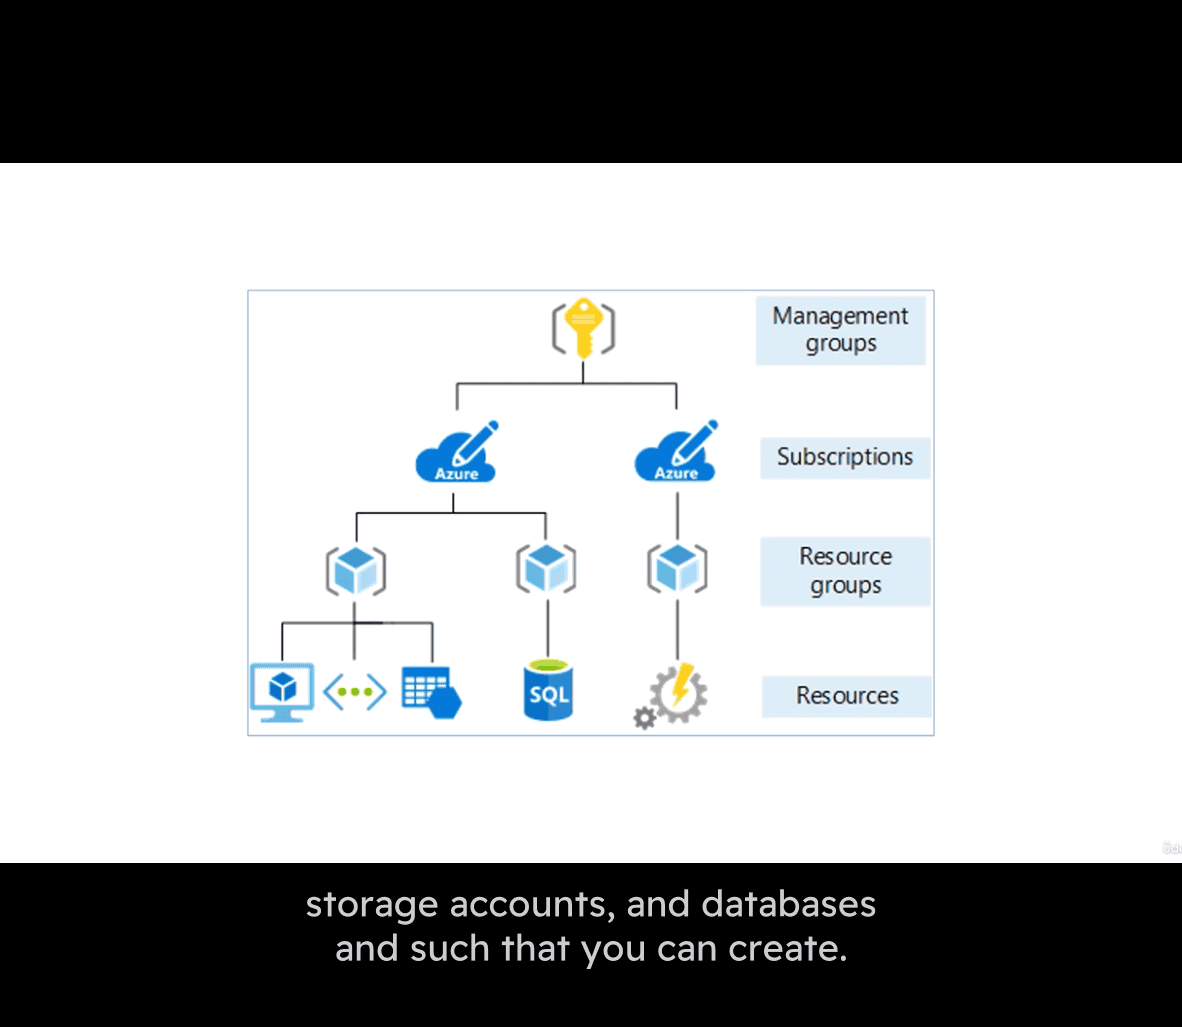 Management
groups
Azure
Azure
Subscriptions
Resource
groups
SQL
Resources
storage accounts, and databases
and such that you can create.